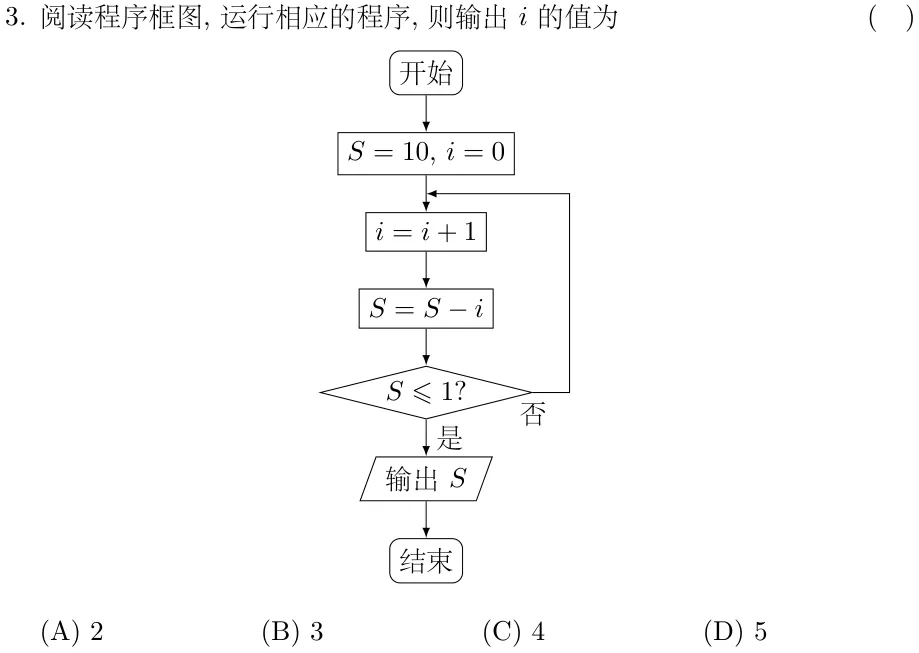 3. 阅读程序框图, 运行相应的程序, 则输出 i 的值为 ( )
开始
S = 10, i = 0
i = i + 1
S = S − i
S ⩽ 1?
否
是
输出 S
结束
(A) 2 (B) 3 (C) 4 (D) 5